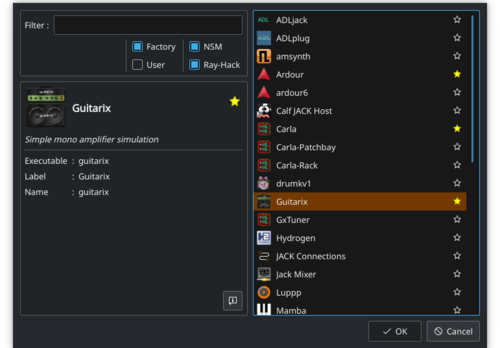 Filter :
Factory
NSM
User
Ray-Hack
Guitarix
Simple mono amplifier simulation
Executable : guitarix
Label : Guitarix
Name : guitarix
ADL ADLjack
ADLplug
amsynth
Ardour
ardour6
Calf JACK Host
Carla
Carla-Patchbay
Carla-Rack
drumkv1
Guitarix
GxTuner
Hydrogen
JACK Connections
Jack Mixer
Luppp
Mamba
OK
Cancel